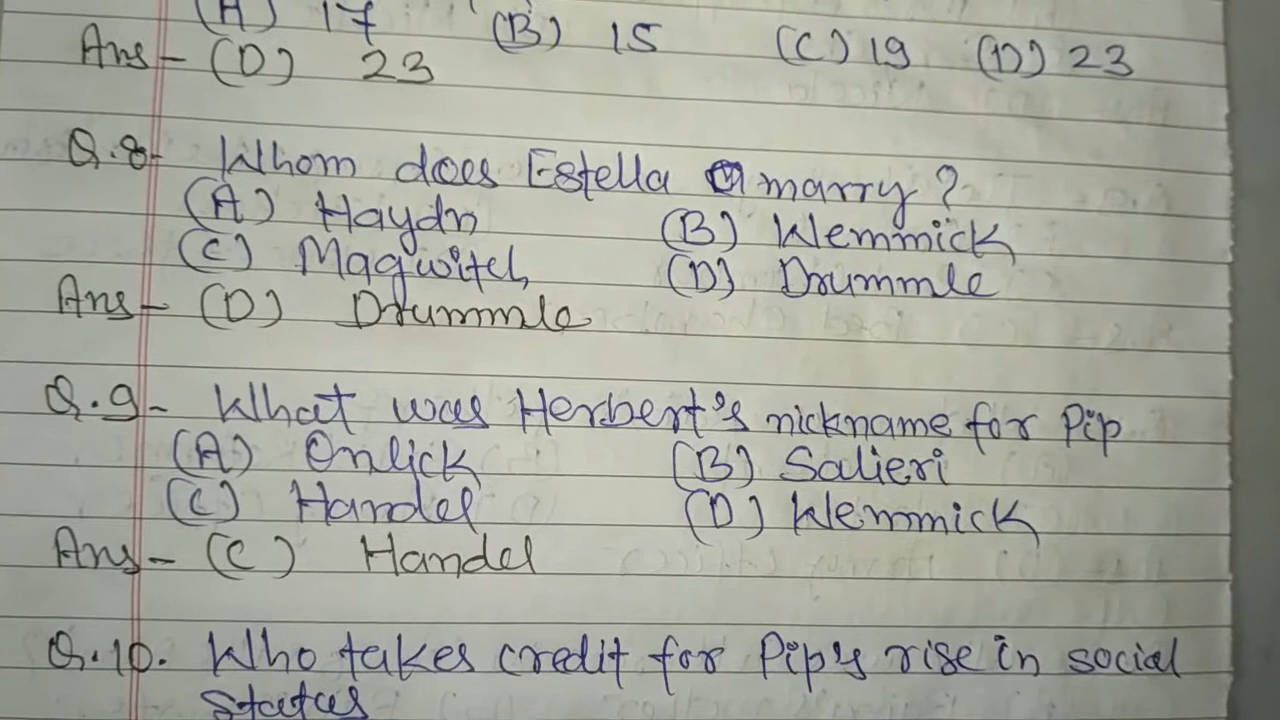 (A) 17 (B) 15 (C) 19 (D) 23
Ans - (D) 23
Q.8- Whom does Estella marry?
(A) Haydn (B) Wemmick
(C) Magwitch (D) Drummle
Ans - (D) Drummle
Q.9- What was Herbert's nickname for Pip
(A) Onlick (B) Salieri
(C) Handel (D) Wemmick
Ans - (C) Handel
Q.10. Who takes credit for Pip's rise in social
status